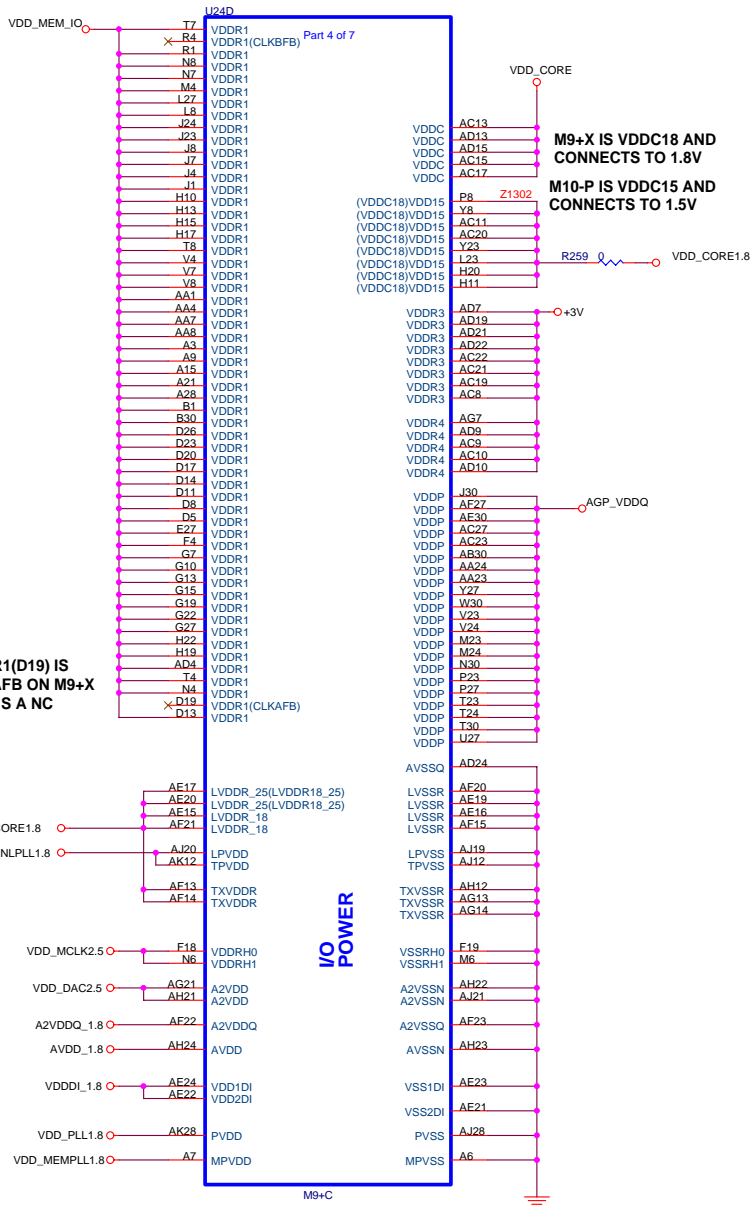 U24D
Part 4 of 7
VDD_MEM_IO
T7 VDDR1
R4 VDDR1(CLKBFB)
R1 VDDR1
N8 VDDR1
N7 VDDR1
M4 VDDR1
L27 VDDR1
L8 VDDR1
J24 VDDR1
J23 VDDR1
J8 VDDR1
J7 VDDR1
J4 VDDR1
J1 VDDR1
H10 VDDR1
H13 VDDR1
H15 VDDR1
H17 VDDR1
T8 VDDR1
V4 VDDR1
V7 VDDR1
V8 VDDR1
AA1 VDDR1
AA4 VDDR1
AA7 VDDR1
AA8 VDDR1
A3 VDDR1
A9 VDDR1
A15 VDDR1
A21 VDDR1
A28 VDDR1
B1 VDDR1
B30 VDDR1
D26 VDDR1
D23 VDDR1
D20 VDDR1
D17 VDDR1
D14 VDDR1
D11 VDDR1
D8 VDDR1
D5 VDDR1
E27 VDDR1
F4 VDDR1
G7 VDDR1
G10 VDDR1
G13 VDDR1
G15 VDDR1
G19 VDDR1
G22 VDDR1
G27 VDDR1
H22 VDDR1
H19 VDDR1
AD4 VDDR1
T4 VDDR1
N4 VDDR1
D19 VDDR1(CLKAFB)
D13 VDDR1
R1(D19) IS
AFB ON M9+X
S A NC
AE17 LVDDR_25(LVDDR18_25)
AE20 LVDDR_25(LVDDR18_25)
AE15 LVDDR_18
ORE1.8 AF21 LVDDR_18
NLPLL1.8 AJ20 LPVDD
AK12 TPVDD
AF13 TXVDDR
AF14 TXVDDR
VDD_MCLK2.5 F18 VDDRH0
N6 VDDRH1
VDD_DAC2.5 AG21 A2VDD
AH21 A2VDD
A2VDDQ_1.8 AF22 A2VDDQ
AVDD_1.8 AH24 AVDD
VDDDI_1.8 AE24 VDD1DI
AE22 VDD2DI
VDD_PLL1.8 AK28 PVDD
VDD_MEMPLL1.8 A7 MPVDD
I/O
POWER
M9+C
VDD_CORE
VDDC AC13
VDDC AD13
VDDC AD15
VDDC AC15
VDDC AC17
M9+X IS VDDC18 AND
CONNECTS TO 1.8V
M10-P IS VDDC15 AND
CONNECTS TO 1.5V
(VDDC18)VDD15 P8 Z1302
(VDDC18)VDD15 Y8
(VDDC18)VDD15 AC11
(VDDC18)VDD15 AC20
(VDDC18)VDD15 Y23
(VDDC18)VDD15 L23 R259 0 VDD_CORE1.8
(VDDC18)VDD15 H20
(VDDC18)VDD15 H11
VDDR3 AD7 +3V
VDDR3 AD19
VDDR3 AD21
VDDR3 AD22
VDDR3 AC22
VDDR3 AC21
VDDR3 AC19
VDDR3 AC8
VDDR4 AG7
VDDR4 AD9
VDDR4 AC9
VDDR4 AC10
VDDR4 AD10
VDDP J30
VDDP AF27 AGP_VDDQ
VDDP AE30
VDDP AC27
VDDP AC23
VDDP AB30
VDDP AA24
VDDP AA23
VDDP Y27
VDDP W30
VDDP V23
VDDP V24
VDDP M23
VDDP M24
VDDP N30
VDDP P23
VDDP P27
VDDP T23
VDDP T24
VDDP T30
VDDP U27
AVSSQ AD24
LVSSR AF20
LVSSR AE19
LVSSR AE16
LVSSR AF15
LPVSS AJ19
TPVSS AJ12
TXVSSR AH12
TXVSSR AG13
TXVSSR AG14
VSSRH0 F19
VSSRH1 M6
A2VSSN AH22
A2VSSN AJ21
A2VSSQ AF23
AVSSN AH23
VSS1DI AE23
VSS2DI AE21
PVSS AJ28
MPVSS A6